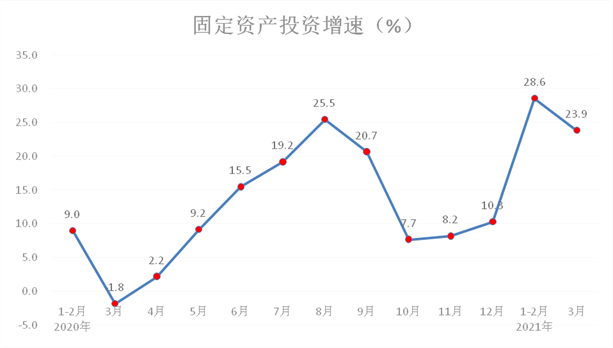 固定资产投资增速（%）
35.0
30.0
25.0
20.0
15.0
10.0
5.0
0.0
-5.0
9.0
1.8
2.2
9.2
15.5
19.2
25.5
20.7
7.7
8.2
10.3
28.6
23.9
1-2月
2020年
3月
4月
5月
6月
7月
8月
9月
10月
11月
12月
1-2月
2021年
3月